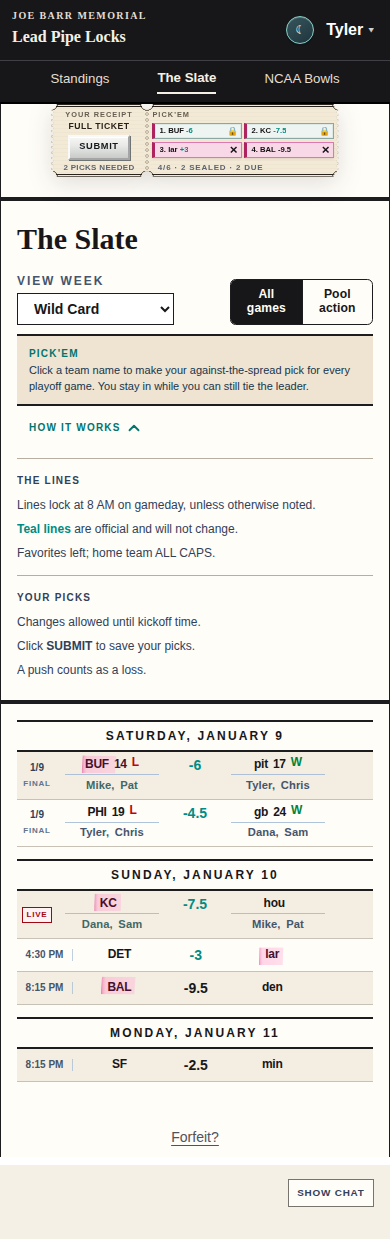 JOE BARR MEMORIAL
Lead Pipe Locks
Tyler
Standings
The Slate
NCAA Bowls
YOUR RECEIPT
FULL TICKET
SUBMIT
2 PICKS NEEDED
PICK'EM
1. BUF -6
2. KC -7.5
3. lar +3
4. BAL -9.5
4/6 · 2 SEALED · 2 DUE
The Slate
VIEW WEEK
Wild Card
All games
Pool action
PICK'EM
Click a team name to make your against-the-spread pick for every
playoff game. You stay in while you can still tie the leader.
HOW IT WORKS
THE LINES
Lines lock at 8 AM on gameday, unless otherwise noted.
Teal lines are official and will not change.
Favorites left; home team ALL CAPS.
YOUR PICKS
Changes allowed until kickoff time.
Click SUBMIT to save your picks.
A push counts as a loss.
SATURDAY, JANUARY 9
1/9 FINAL BUF 14 L -6 pit 17 W
Mike, Pat Tyler, Chris
1/9 FINAL PHI 19 L -4.5 gb 24 W
Tyler, Chris Dana, Sam
SUNDAY, JANUARY 10
LIVE KC -7.5 hou
Dana, Sam Mike, Pat
4:30 PM DET -3 lar
8:15 PM BAL -9.5 den
MONDAY, JANUARY 11
8:15 PM SF -2.5 min
Forfeit?
SHOW CHAT